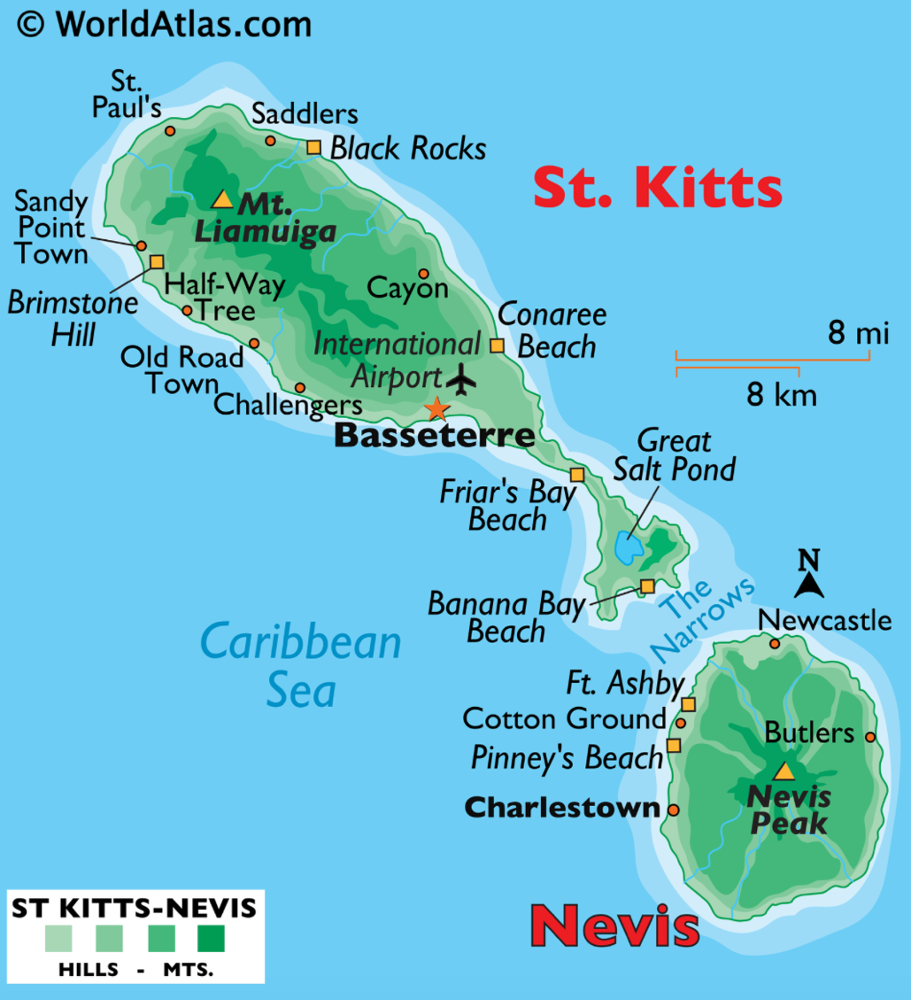 © WorldAtlas.com
St.
Paul's
Saddlers
Black Rocks
St. Kitts
Sandy
Point
Town
Mt.
Liamuiga
Brimstone
Hill
Half-Way
Tree
Cayon
Conaree
Beach
International
Airport
8 mi
8 km
Old Road
Town
Challengers
Basseterre
Great
Salt Pond
Friar's Bay
Beach
N
Banana Bay
Beach
The
Narrows
Newcastle
Caribbean
Sea
Ft. Ashby
Cotton Ground
Butlers
Pinney's Beach
Nevis
Peak
Charlestown
Nevis
ST KITTS-NEVIS
HILLS - MTS.